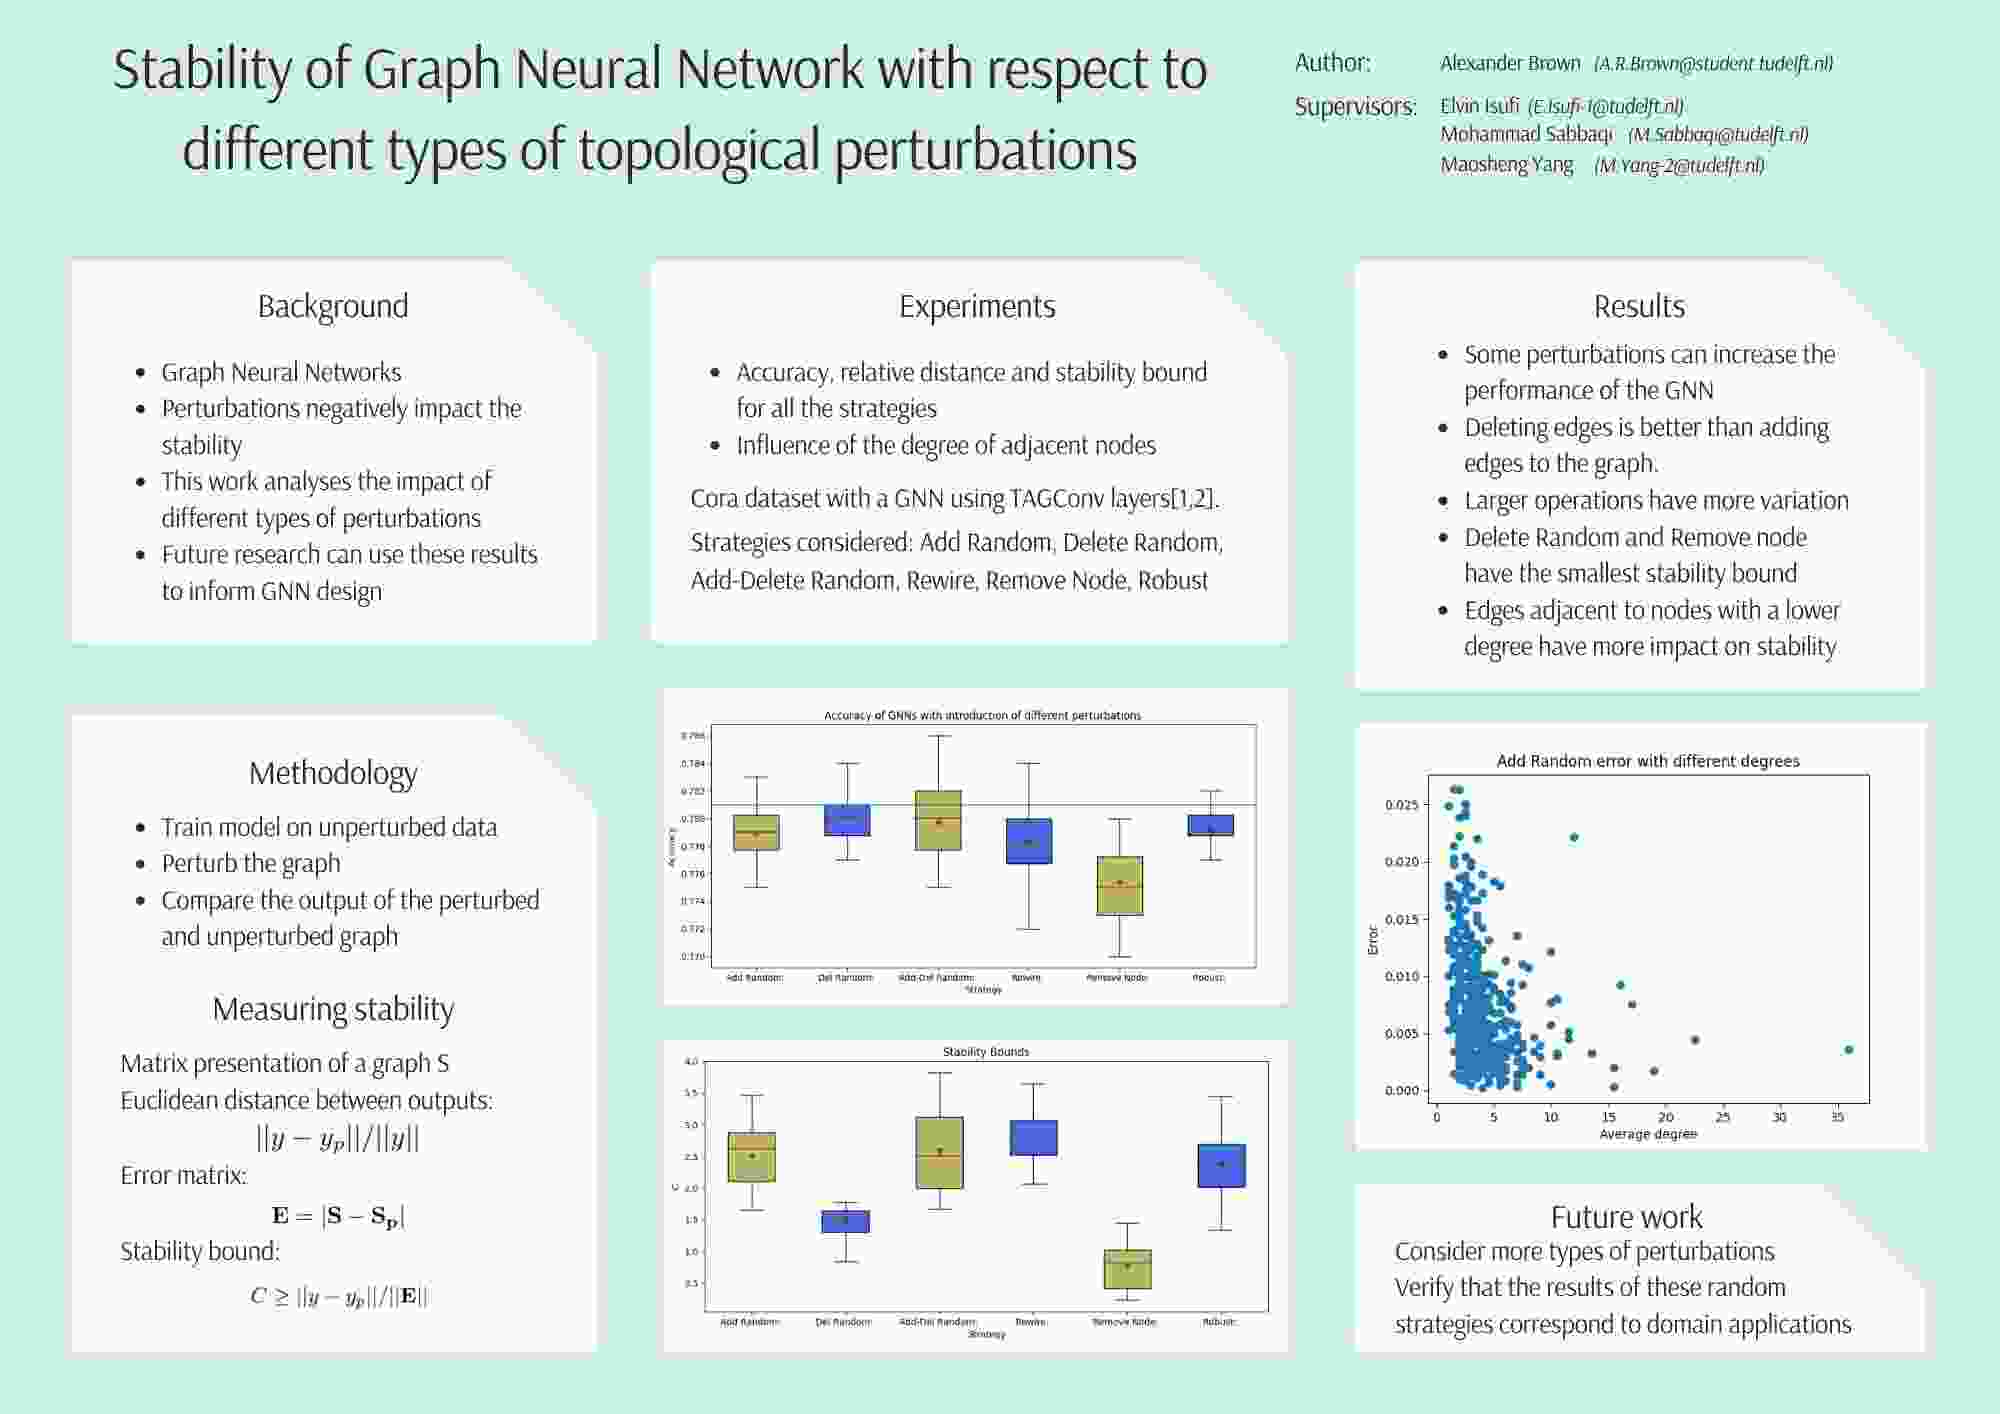 Stability of Graph Neural Network with respect to
different types of topological perturbations
Author: Alexander Brown (A.R.Brown@student.tudelft.nl)
Supervisors: Elvin Isufi (E.Isufi-1@tudelft.nl)
Mohammad Sabbaqi (M.Sabbaqi@tudelft.nl)
Maosheng Yang (M.Yang-2@tudelft.nl)
Background
• Graph Neural Networks
• Perturbations negatively impact the
stability
• This work analyses the impact of
different types of perturbations
• Future research can use these results
to inform GNN design
Methodology
• Train model on unperturbed data
• Perturb the graph
• Compare the output of the perturbed
and unperturbed graph
Measuring stability
Matrix presentation of a graph S
Euclidean distance between outputs:
||y − y_p||/||y||
Error matrix:
E = |S − S_p|
Stability bound:
C ≥ ||y − y_p||/||E||
Experiments
• Accuracy, relative distance and stability bound
for all the strategies
• Influence of the degree of adjacent nodes
Cora dataset with a GNN using TAGConv layers[1,2].
Strategies considered: Add Random, Delete Random,
Add-Delete Random, Rewire, Remove Node, Robust
Accuracy of GNNs with introduction of different perturbations
0.786
0.784
0.782
0.780
0.778
0.776
0.774
0.772
0.770
Accuracy
Add Random Del Random Add-Del Random Rewire Remove Node Robust
Strategy
Stability Bounds
4.0
3.5
3.0
2.5
2.0
1.5
1.0
0.5
C
Add Random Del Random Add-Del Random Rewire Remove Node Robust
Strategy
Results
• Some perturbations can increase the
performance of the GNN
• Deleting edges is better than adding
edges to the graph.
• Larger operations have more variation
• Delete Random and Remove node
have the smallest stability bound
• Edges adjacent to nodes with a lower
degree have more impact on stability
Add Random error with different degrees
0.025
0.020
0.015
0.010
0.005
0.000
Error
0 5 10 15 20 25 30 35
Average degree
Future work
Consider more types of perturbations
Verify that the results of these random
strategies correspond to domain applications